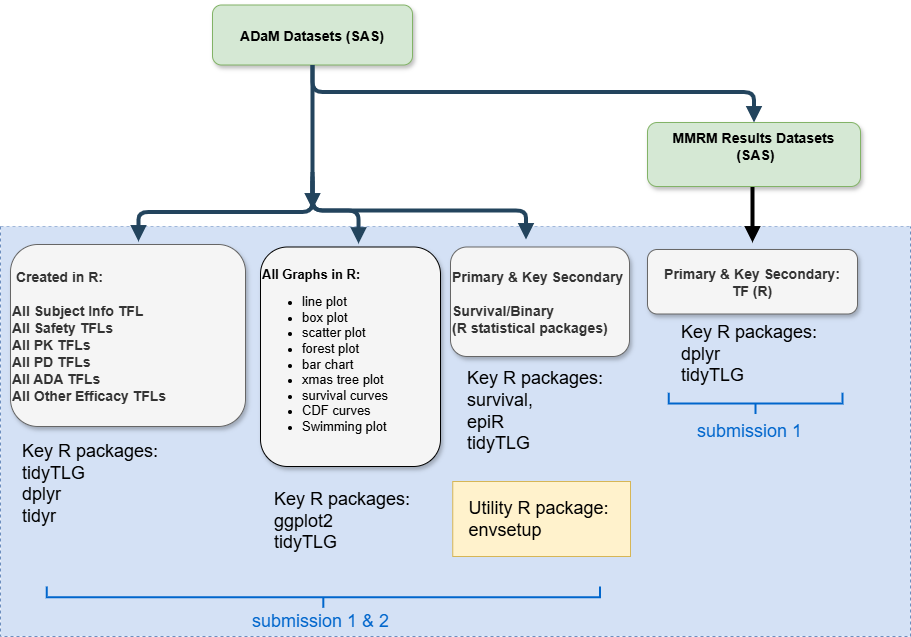 ADaM Datasets (SAS)
MMRM Results Datasets
(SAS)
Created in R:
All Subject Info TFL
All Safety TFLs
All PK TFLs
All PD TFLs
All ADA TFLs
All Other Efficacy TFLs
Key R packages:
tidyTLG
dplyr
tidyr
All Graphs in R:
• line plot
• box plot
• scatter plot
• forest plot
• bar chart
• xmas tree plot
• survival curves
• CDF curves
• Swimming plot
Key R packages:
ggplot2
tidyTLG
Primary & Key Secondary
Survival/Binary
(R statistical packages)
Key R packages:
survival,
epiR
tidyTLG
Utility R package:
envsetup
Primary & Key Secondary:
TF (R)
Key R packages:
dplyr
tidyTLG
submission 1
submission 1 & 2